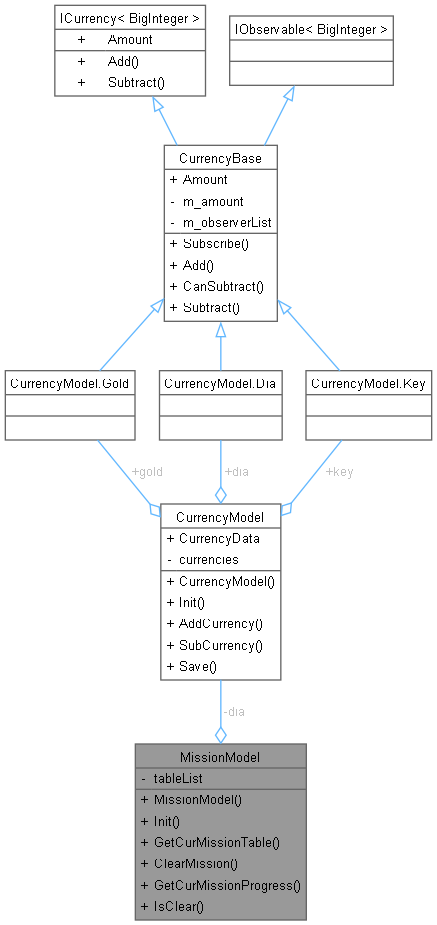 ICurrency< BigInteger >
+ Amount
+ Add()
+ Subtract()
IObservable< BigInteger >
CurrencyBase
+ Amount
- m_amount
- m_observerList
+ Subscribe()
+ Add()
+ CanSubtract()
+ Subtract()
CurrencyModel.Gold
CurrencyModel.Dia
CurrencyModel.Key
+gold
+dia
+key
CurrencyModel
+ CurrencyData
- currencies
+ CurrencyModel()
+ Init()
+ AddCurrency()
+ SubCurrency()
+ Save()
-dia
MissionModel
- tableList
+ MissionModel()
+ Init()
+ GetCurMissionTable()
+ ClearMission()
+ GetCurMissionProgress()
+ IsClear()